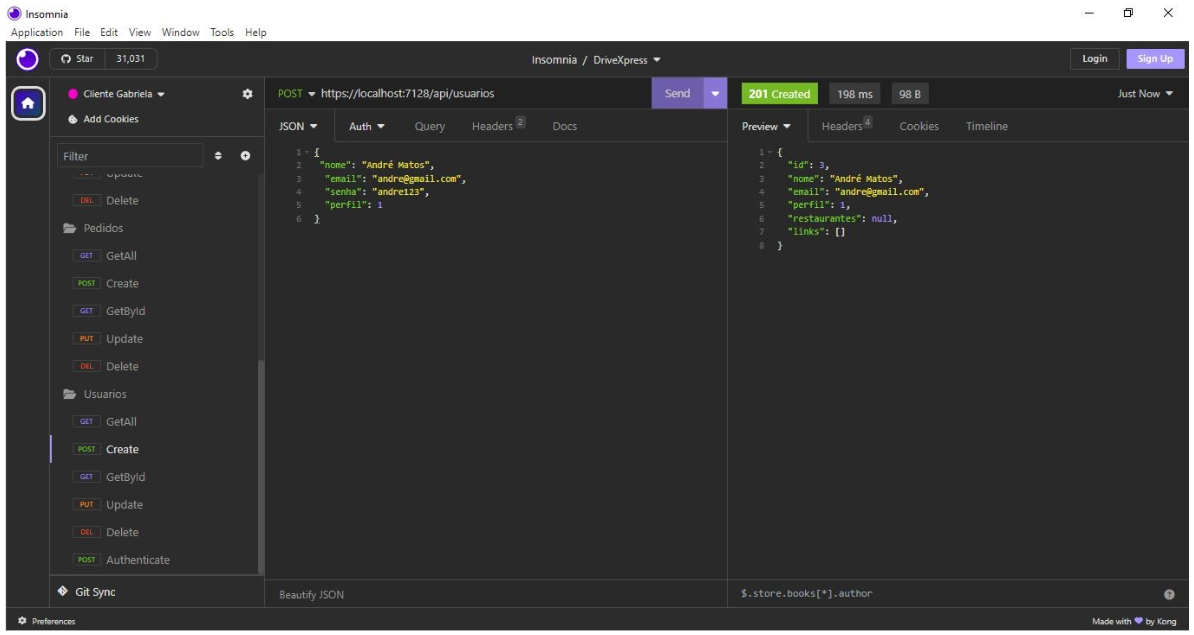 Insomnia
Application File Edit View Window Tools Help
Star 31,031
Insomnia / DriveXpress
Login Sign Up
Cliente Gabriela
Add Cookies
Filter
Update
DEL Delete
Pedidos
GET GetAll
POST Create
GET GetById
PUT Update
DEL Delete
Usuarios
GET GetAll
POST Create
GET GetById
PUT Update
DEL Delete
POST Authenticate
Git Sync
Preferences
POST https://localhost:7128/api/usuarios Send
JSON Auth Query Headers 2 Docs
1 {
2 "nome": "André Matos",
3 "email": "andre@gmail.com",
4 "senha": "andre123",
5 "perfil": 1
6 }
Beautify JSON
201 Created 198 ms 98 B Just Now
Preview Headers 4 Cookies Timeline
1 {
2 "id": 3,
3 "nome": "André Matos",
4 "email": "andre@gmail.com",
5 "perfil": 1,
6 "restaurantes": null,
7 "links": []
8 }
$.store.books[*].author
Made with 💜 by Kong